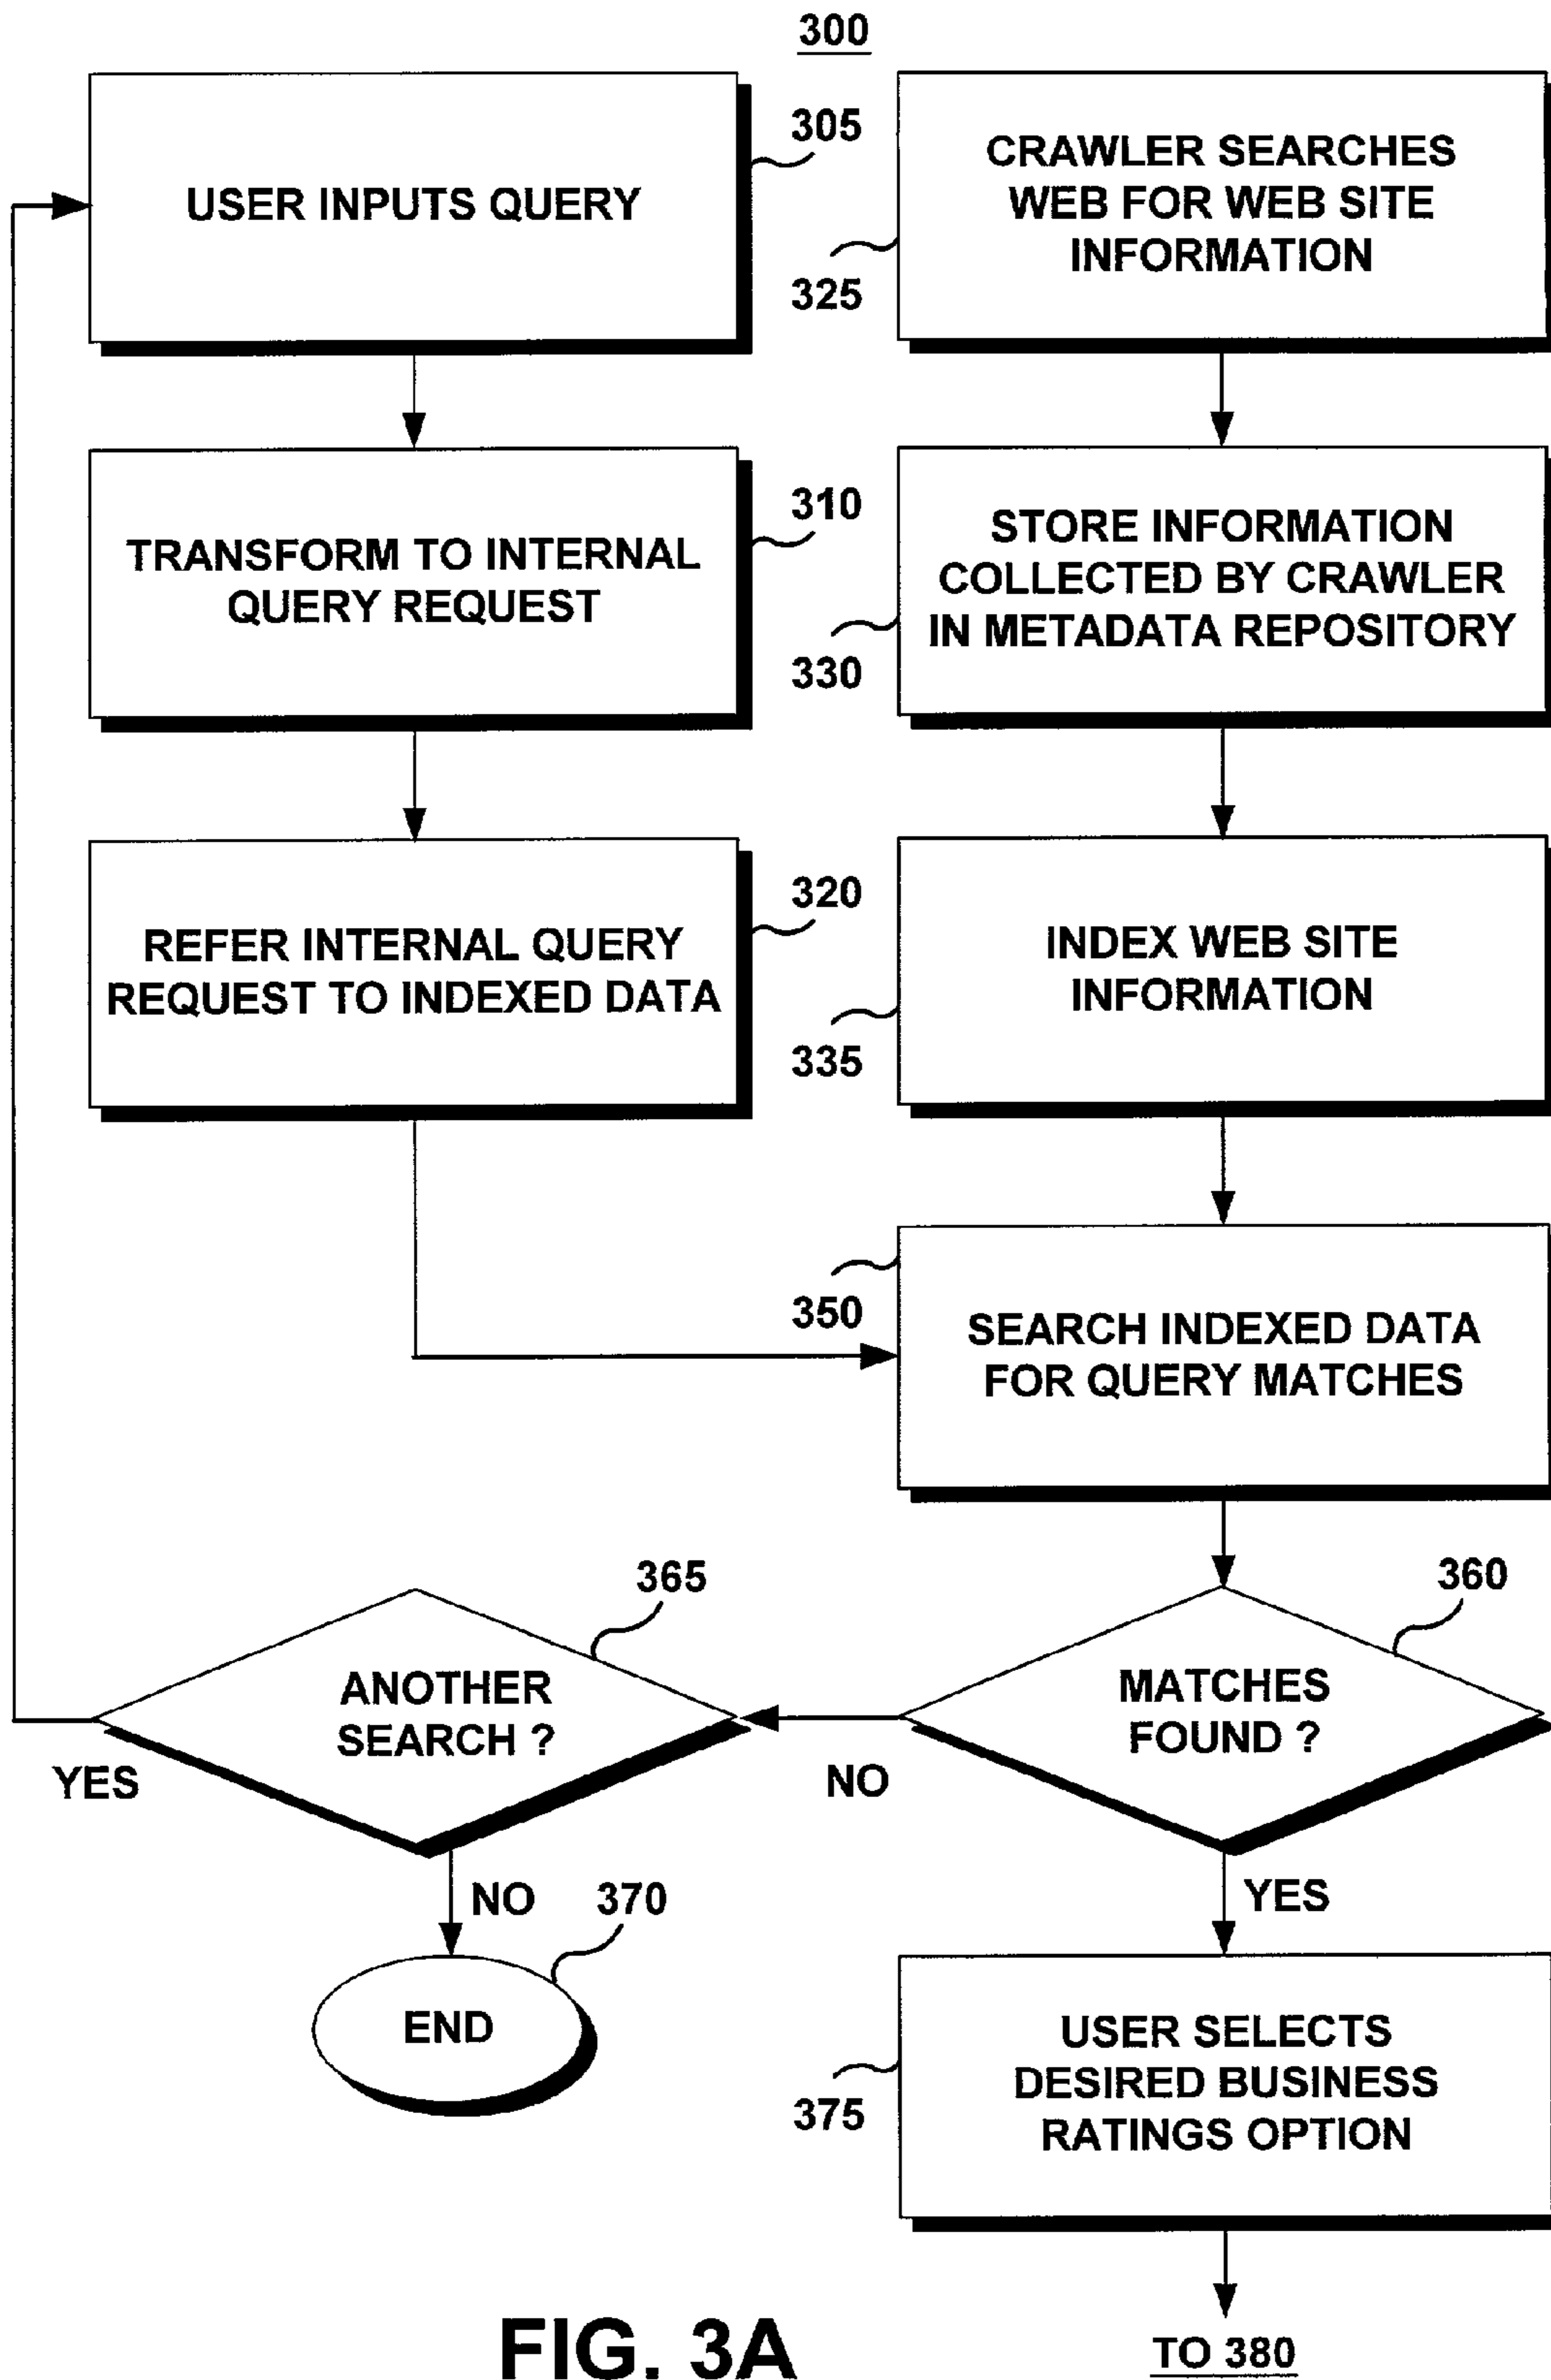 300
USER INPUTS QUERY
305
CRAWLER SEARCHES
WEB FOR WEB SITE
INFORMATION
325
TRANSFORM TO INTERNAL
QUERY REQUEST
310
STORE INFORMATION
COLLECTED BY CRAWLER
IN METADATA REPOSITORY
330
REFER INTERNAL QUERY
REQUEST TO INDEXED DATA
320
INDEX WEB SITE
INFORMATION
335
350
SEARCH INDEXED DATA
FOR QUERY MATCHES
365
ANOTHER
SEARCH ?
YES
360
MATCHES
FOUND ?
NO
NO
370
END
YES
USER SELECTS
DESIRED BUSINESS
RATINGS OPTION
375
FIG. 3A
TO 380